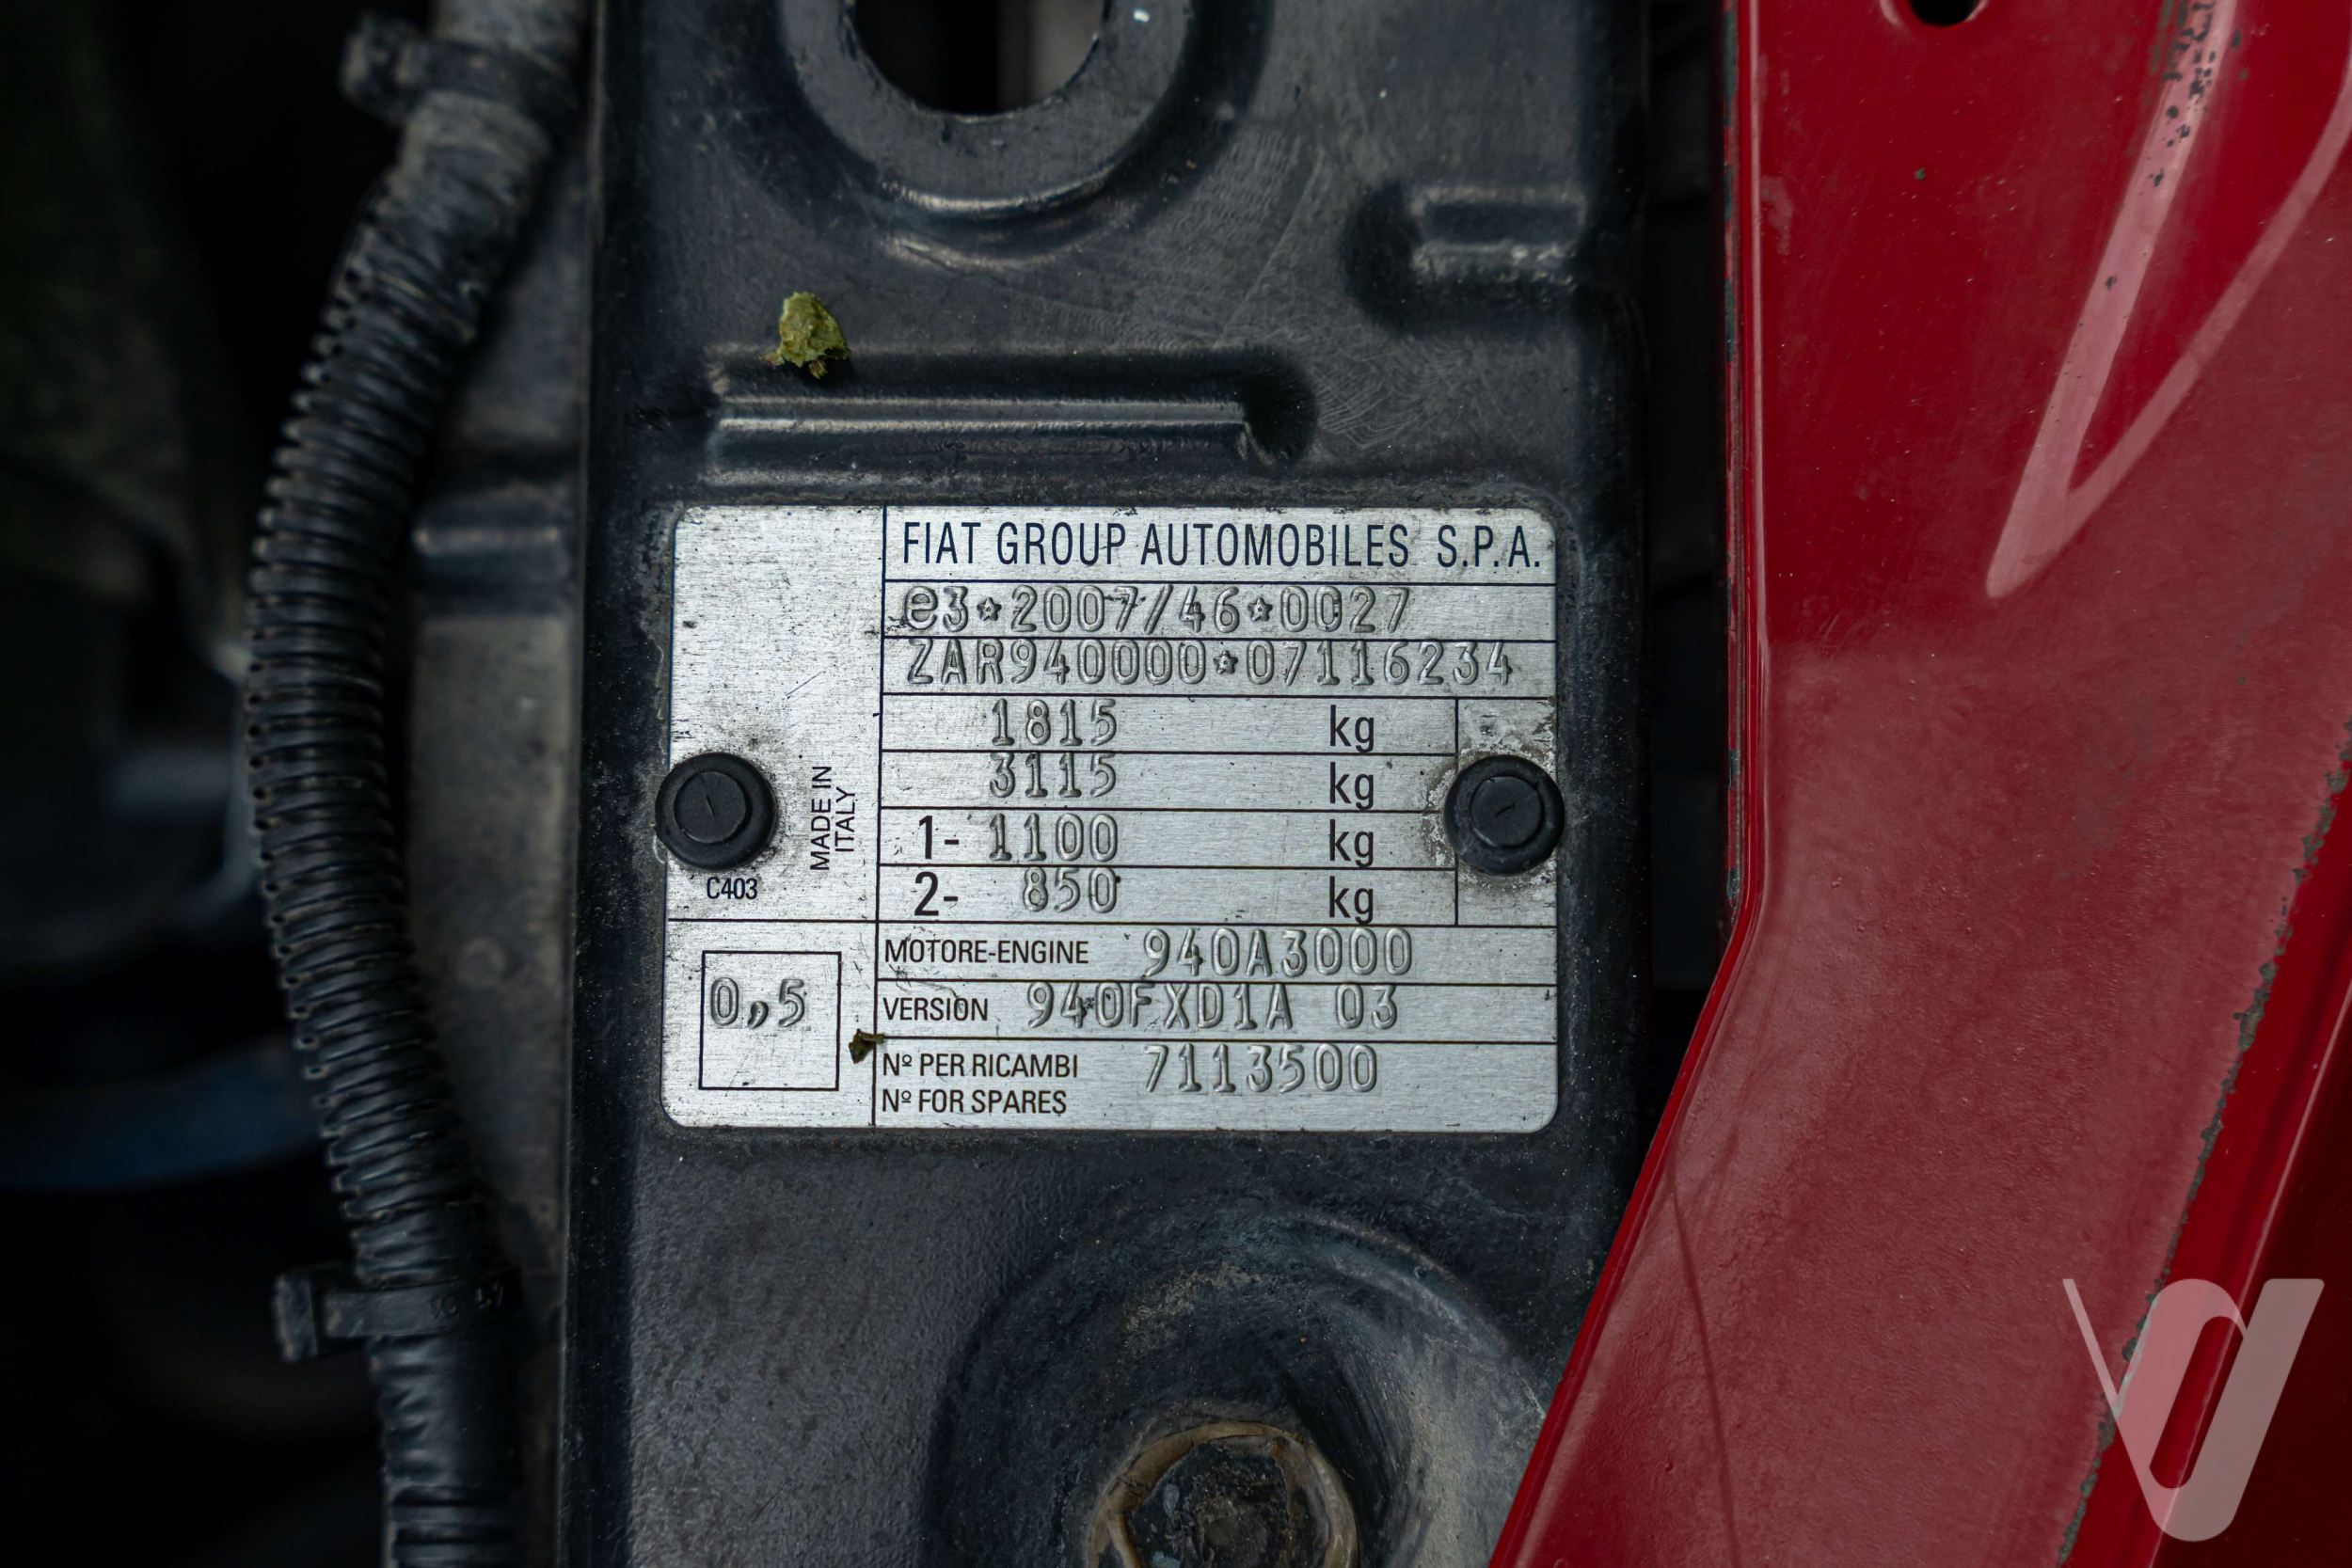 FIAT GROUP AUTOMOBILES S.P.A.
e3*2007/46*0027
ZAR940000*07116234
1815 kg
3115 kg
1- 1100 kg
2- 850 kg
MADE IN
ITALY
C403
MOTORE-ENGINE 940A3000
0,5
VERSION 940FXD1A 03
Nº PER RICAMBI 7113500
Nº FOR SPARES